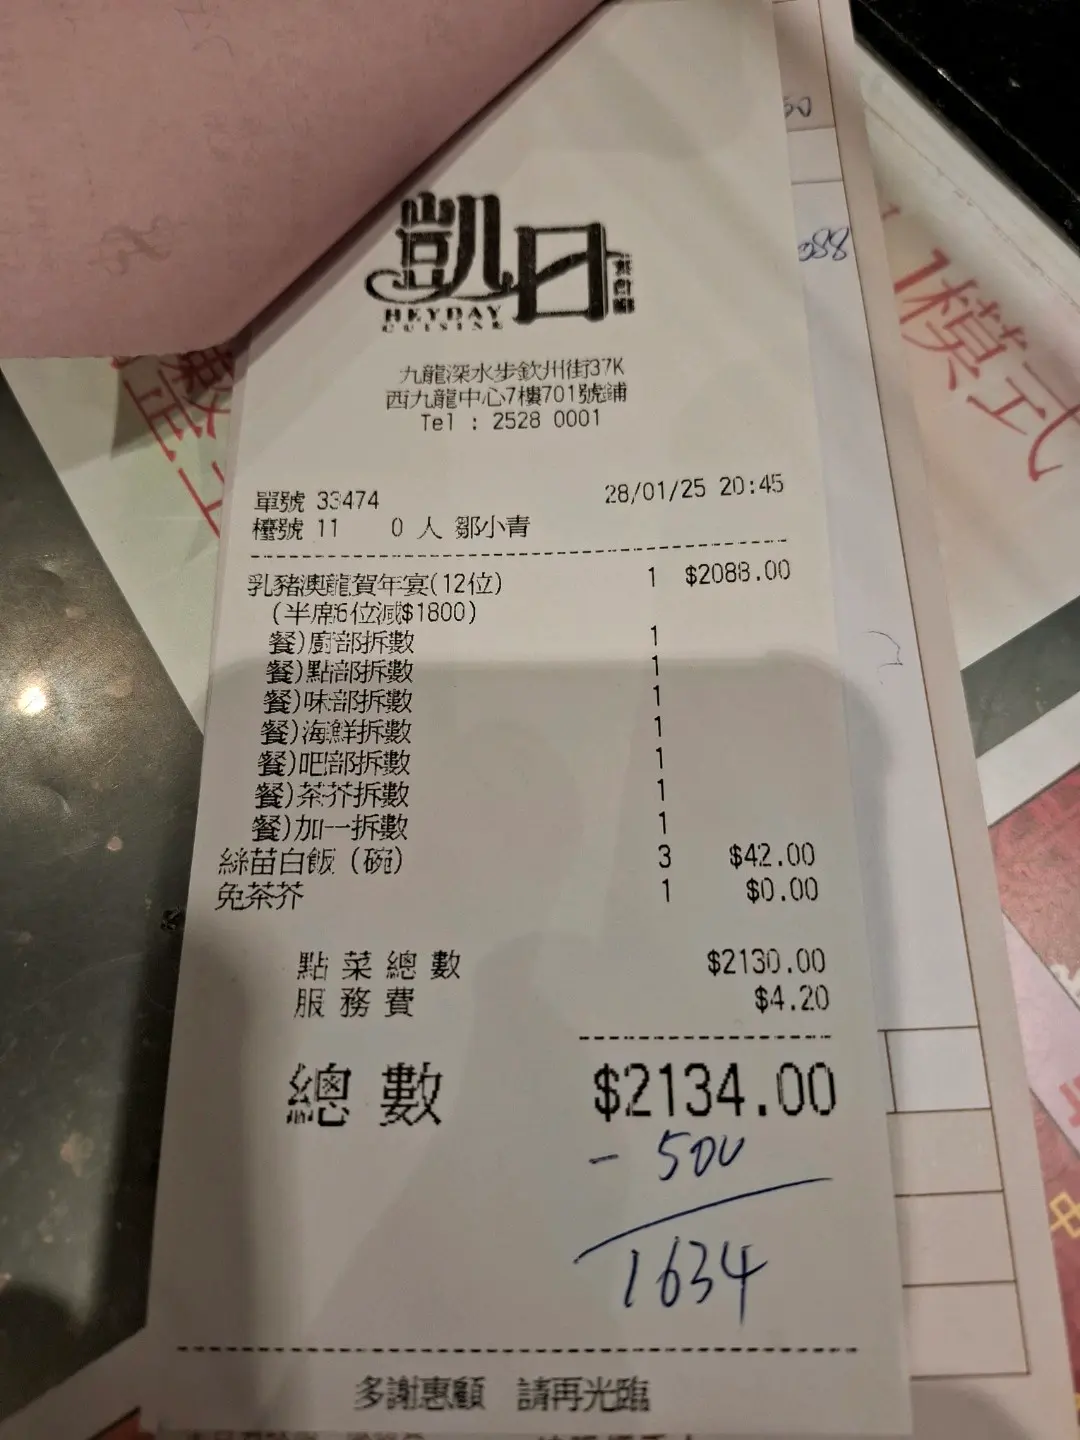 凱日
HEYDAY
CUISINE
九龍深水步欽州街37K
西九龍中心7樓701號鋪
Tel : 2528 0001
單號 33474 28/01/25 20:45
檯號 11 0 人 鄒小青
乳豬澳龍賀年宴(12位) 1 $2088.00
(半席6位減$1800)
餐)廚部拆數 1
餐)點部拆數 1
餐)味部拆數 1
餐)海鮮拆數 1
餐)吧部拆數 1
餐)茶芥拆數 1
餐)加一拆數 1
絲苗白飯 (碗) 3 $42.00
免茶芥 1 $0.00
點菜總數 $2130.00
服務費 $4.20
總數 $2134.00
- 500
1634
多謝惠顧 請再光臨
模式